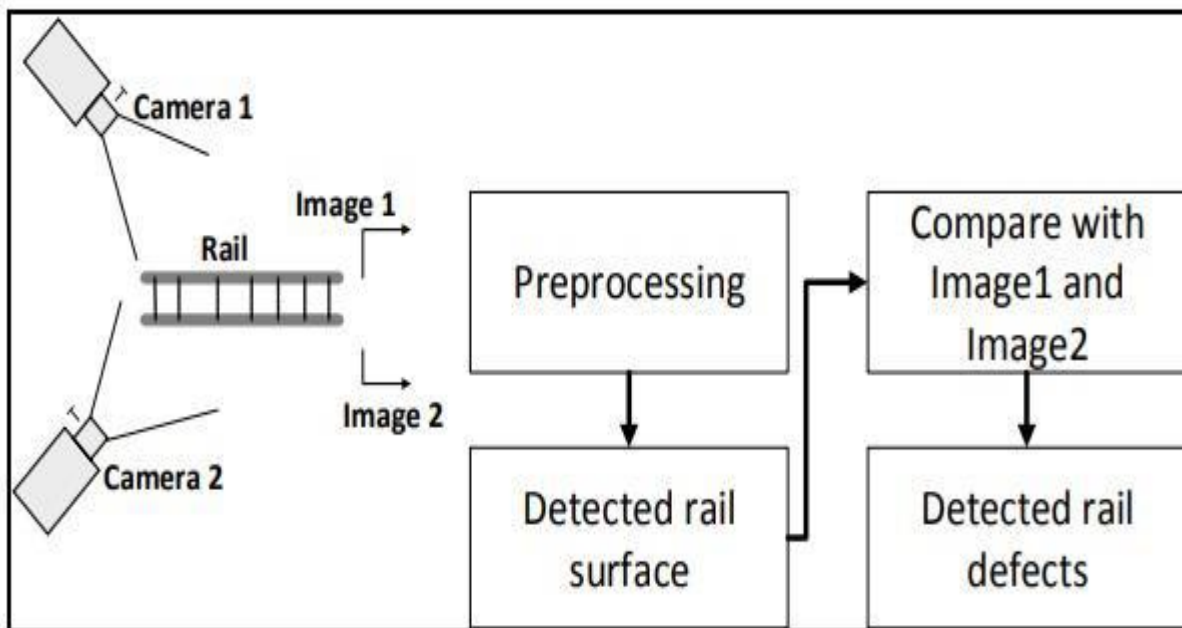 Camera 1
Image 1
Rail
Image 2
Camera 2
Preprocessing
Detected rail
surface
Compare with
Image1 and
Image2
Detected rail
defects